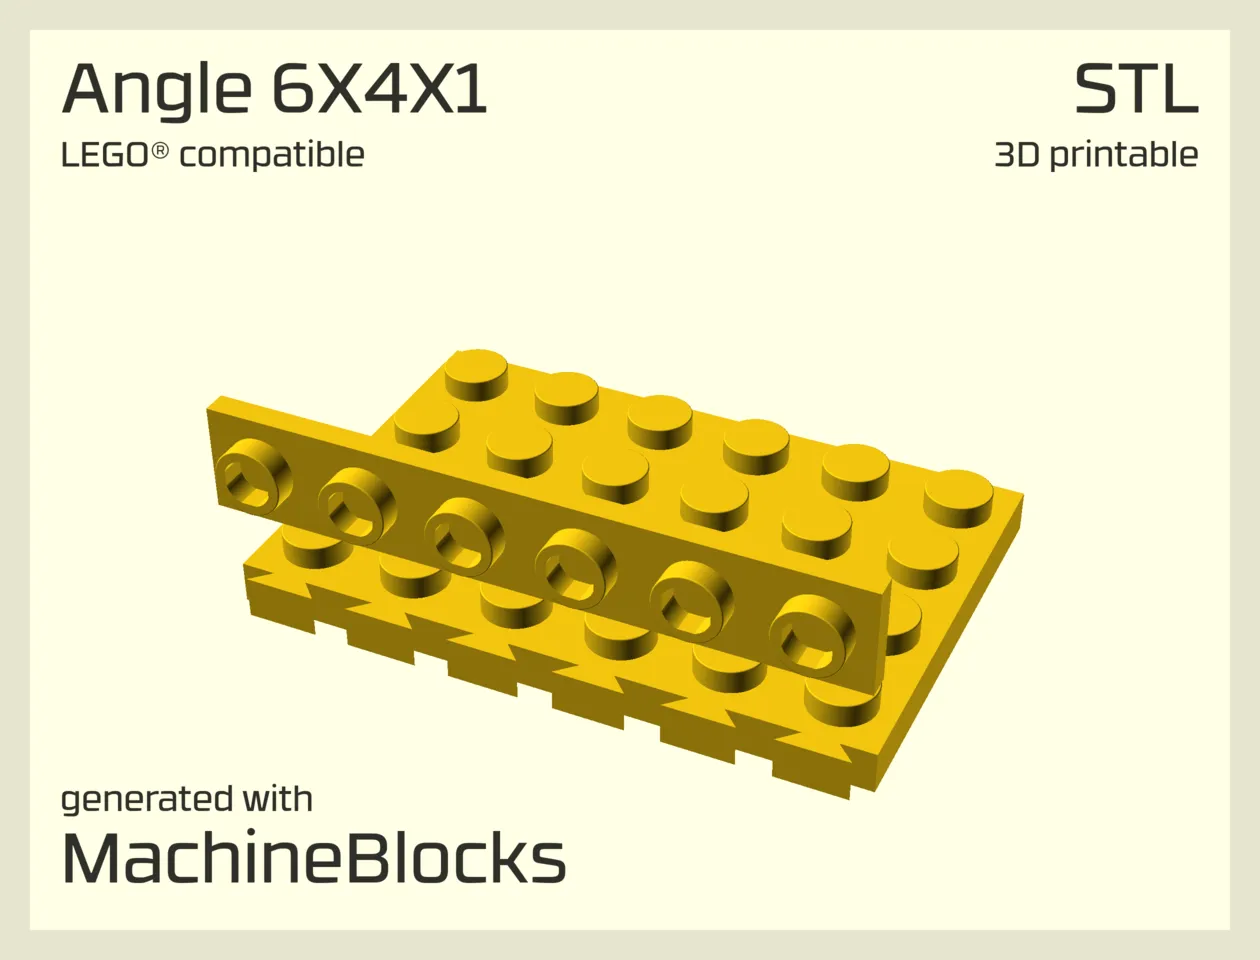 Angle 6X4X1
LEGO® compatible
STL
3D printable
generated with
MachineBlocks